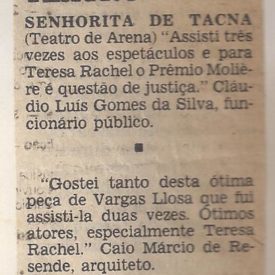 SENHORITA DE TACNA
(Teatro de Arena) “Assisti três
vezes aos espetáculos e para
Teresa Rachel o Prêmio Moliè-
re é questão de justiça.” Cláu-
dio Luís Gomes da Silva, fun-
cionário público.
“Gostei tanto desta ótima
peça de Vargas Llosa que fui
assisti-la duas vezes. Ótimos
atores, especialmente Teresa
Rachel.” Caio Márcio de Re-
sende, arquiteto.